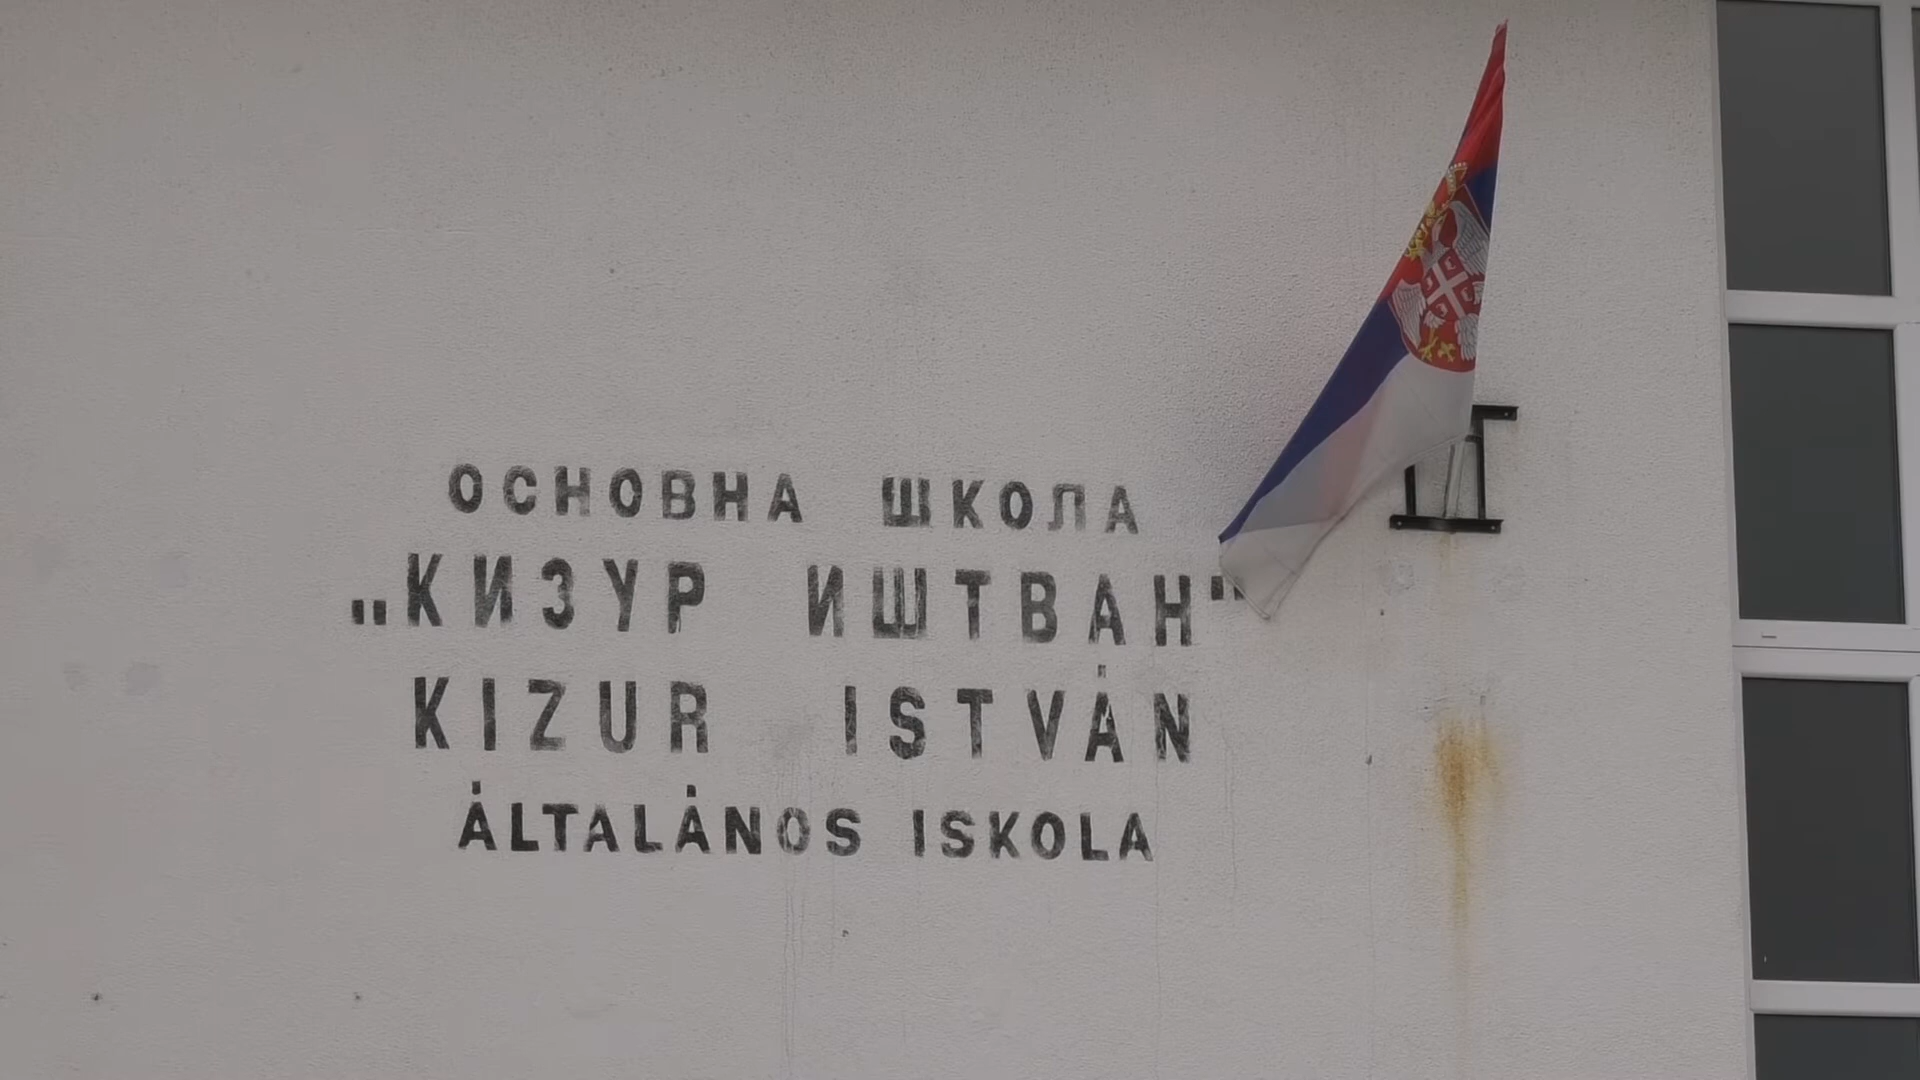 ОСНОВНА ШКОЛА
„КИЗУР ИШТВАН"
KIZUR ISTVÁN
ÁLTALÁNOS ISKOLA